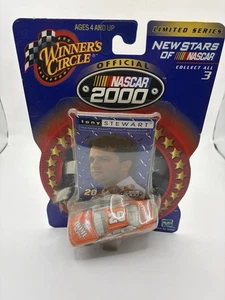 AGES 4 AND UP
WINNER'S CIRCLE
LIMITED SERIES
NEW STARS OF NASCAR
COLLECT ALL 3
OFFICIAL
NASCAR
2000
TONY STEWART
20